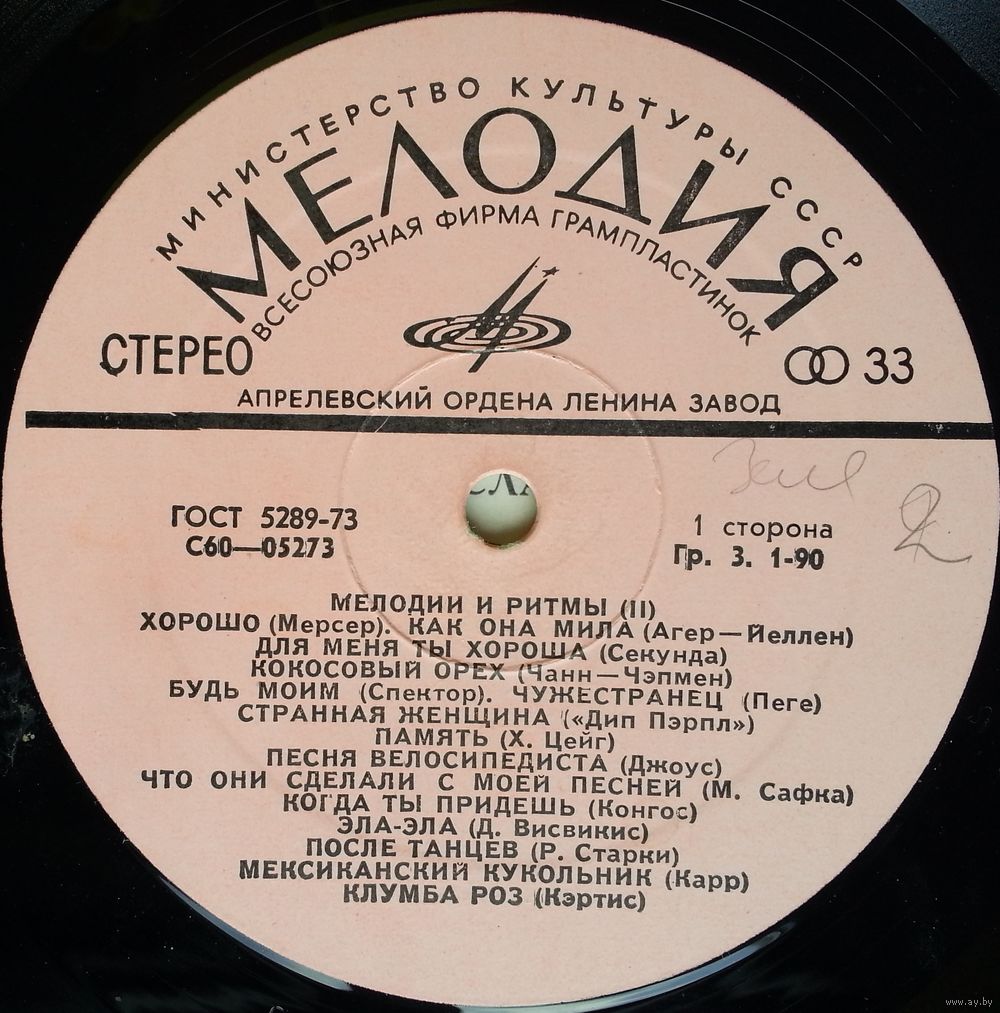 МИНИСТЕРСТВО КУЛЬТУРЫ СССР
МЕЛОДИЯ
ВСЕСОЮЗНАЯ ФИРМА ГРАМПЛАСТИНОК
СТЕРЕО
33
АПРЕЛЕВСКИЙ ОРДЕНА ЛЕНИНА ЗАВОД
ГОСТ 5289-73
С60—05273
1 сторона
Гр. 3. 1-90
2
МЕЛОДИИ И РИТМЫ (II)
ХОРОШО (Мерсер). КАК ОНА МИЛА (Агер—Йеллен)
ДЛЯ МЕНЯ ТЫ ХОРОША (Секунда)
КОКОСОВЫЙ ОРЕХ (Чанн—Чэпмен)
БУДЬ МОИМ (Спектор). ЧУЖЕСТРАНЕЦ (Пеге)
СТРАННАЯ ЖЕНЩИНА («Дип Пэрпл»)
ПАМЯТЬ (Х. Цейг)
ПЕСНЯ ВЕЛОСИПЕДИСТА (Джоус)
ЧТО ОНИ СДЕЛАЛИ С МОЕЙ ПЕСНЕЙ (М. Сафка)
КОГДА ТЫ ПРИДЕШЬ (Конгос)
ЭЛА-ЭЛА (Д. Висвикис)
ПОСЛЕ ТАНЦЕВ (Р. Старки)
МЕКСИКАНСКИЙ КУКОЛЬНИК (Карр)
КЛУМБА РОЗ (Кэртис)
www.ay.by